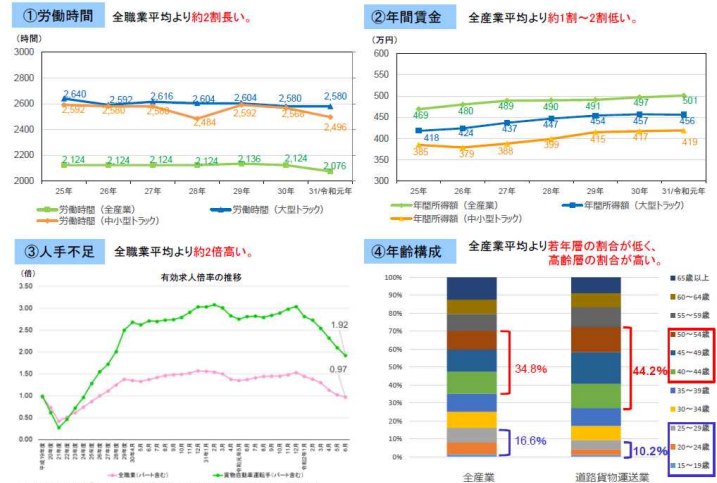 ①労働時間 全職業平均より約2割長い。
(時間)
3000
2800
2600
2400
2200
2000
2,640 2,592 2,616 2,604 2,604 2,580 2,580
2,592 2,580 2,484 2,592 2,568 2,496
2,124 2,124 2,124 2,124 2,136 2,124 2,076
25年 26年 27年 28年 29年 30年 31/令和元年
労働時間(全産業) 労働時間(大型トラック)
労働時間(中小型トラック)
②年間賃金 全産業平均より約1割~2割低い。
(万円)
600
550
500
450
400
350
300
469 480 489 490 491 497 501
418 424 437 447 454 457 456
385 379 388 399 415 417 419
25年 26年 27年 28年 29年 30年 31/令和元年
年間所得額(全産業) 年間所得額(大型トラック)
年間所得額(中小型トラック)
③人手不足 全職業平均より約2倍高い。
(倍) 有効求人倍率の推移
3.50
3.00
2.50
2.00
1.50
1.00
0.50
0.00
1.92
0.97
全職業(パート含む) 貨物自動車運転手(パート含む)
④年齢構成 全産業平均より若年層の割合が低く、
高齢層の割合が高い。
100%
90%
80%
70%
60%
50%
40%
30%
20%
10%
0%
34.8%
16.6%
44.2%
10.2%
全産業 道路貨物運送業
65歳以上
60~64歳
55~59歳
50~54歳
45~49歳
40~44歳
35~39歳
30~34歳
25~29歳
20~24歳
15~19歳